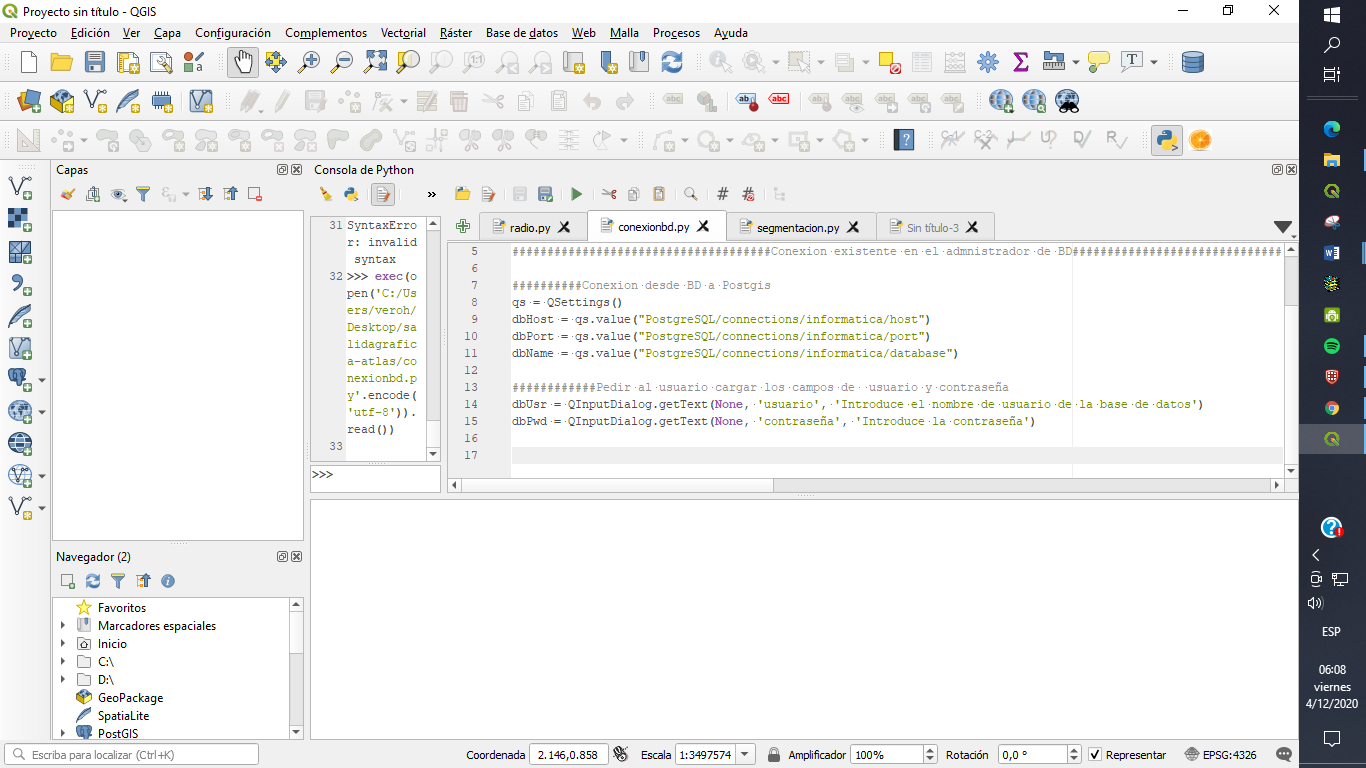 Proyecto sin título - QGIS
Proyecto Edición Ver Capa Configuración Complementos Vectorial Ráster Base de datos Web Malla Procesos Ayuda
Capas
Consola de Python
radio.py
conexionbd.py
segmentacion.py
Sin título-3
31 SyntaxErro
r: invalid
syntax
32 >>> exec(o
pen('C:/Us
ers/veroh/
Desktop/sa
lidagrafic
a-atlas/co
nexionbd.p
y'.encode(
'utf-8')).
read())
33
>>>
5 #####################################Conexion·existente·en·el·admnistrador·de·BD##############################
6
7 ##########Conexion·desde·BD·a·Postgis
8 qs·=·QSettings()
9 dbHost·=·qs.value("PostgreSQL/connections/informatica/host")
10 dbPort·=·qs.value("PostgreSQL/connections/informatica/port")
11 dbName·=·qs.value("PostgreSQL/connections/informatica/database")
12
13 ############Pedir·al·usuario·cargar·los·campos·de··usuario·y·contraseña
14 dbUsr·=·QInputDialog.getText(None,·'usuario',·'Introduce·el·nombre·de·usuario·de·la·base·de·datos')
15 dbPwd·=·QInputDialog.getText(None,·'contraseña',·'Introduce·la·contraseña')
16
17
Navegador (2)
Favoritos
Marcadores espaciales
Inicio
C:\
D:\
GeoPackage
SpatiaLite
PostGIS
Escriba para localizar (Ctrl+K)
Coordenada 2.146,0.858 Escala 1:3497574 Amplificador 100% Rotación 0,0 ° Representar EPSG:4326
ESP
06:08
viernes
4/12/2020